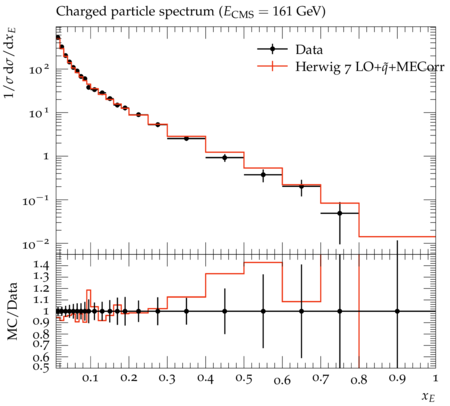 Charged particle spectrum (E_CMS = 161 GeV)
1/σ dσ/dx_E
Data
Herwig 7 LO+q̃+MECorr
10^2
10^1
1
10^−1
10^−2
MC/Data
1.4
1.3
1.2
1.1
1
0.9
0.8
0.7
0.6
0.5
0.1 0.2 0.3 0.4 0.5 0.6 0.7 0.8 0.9 1
x_E